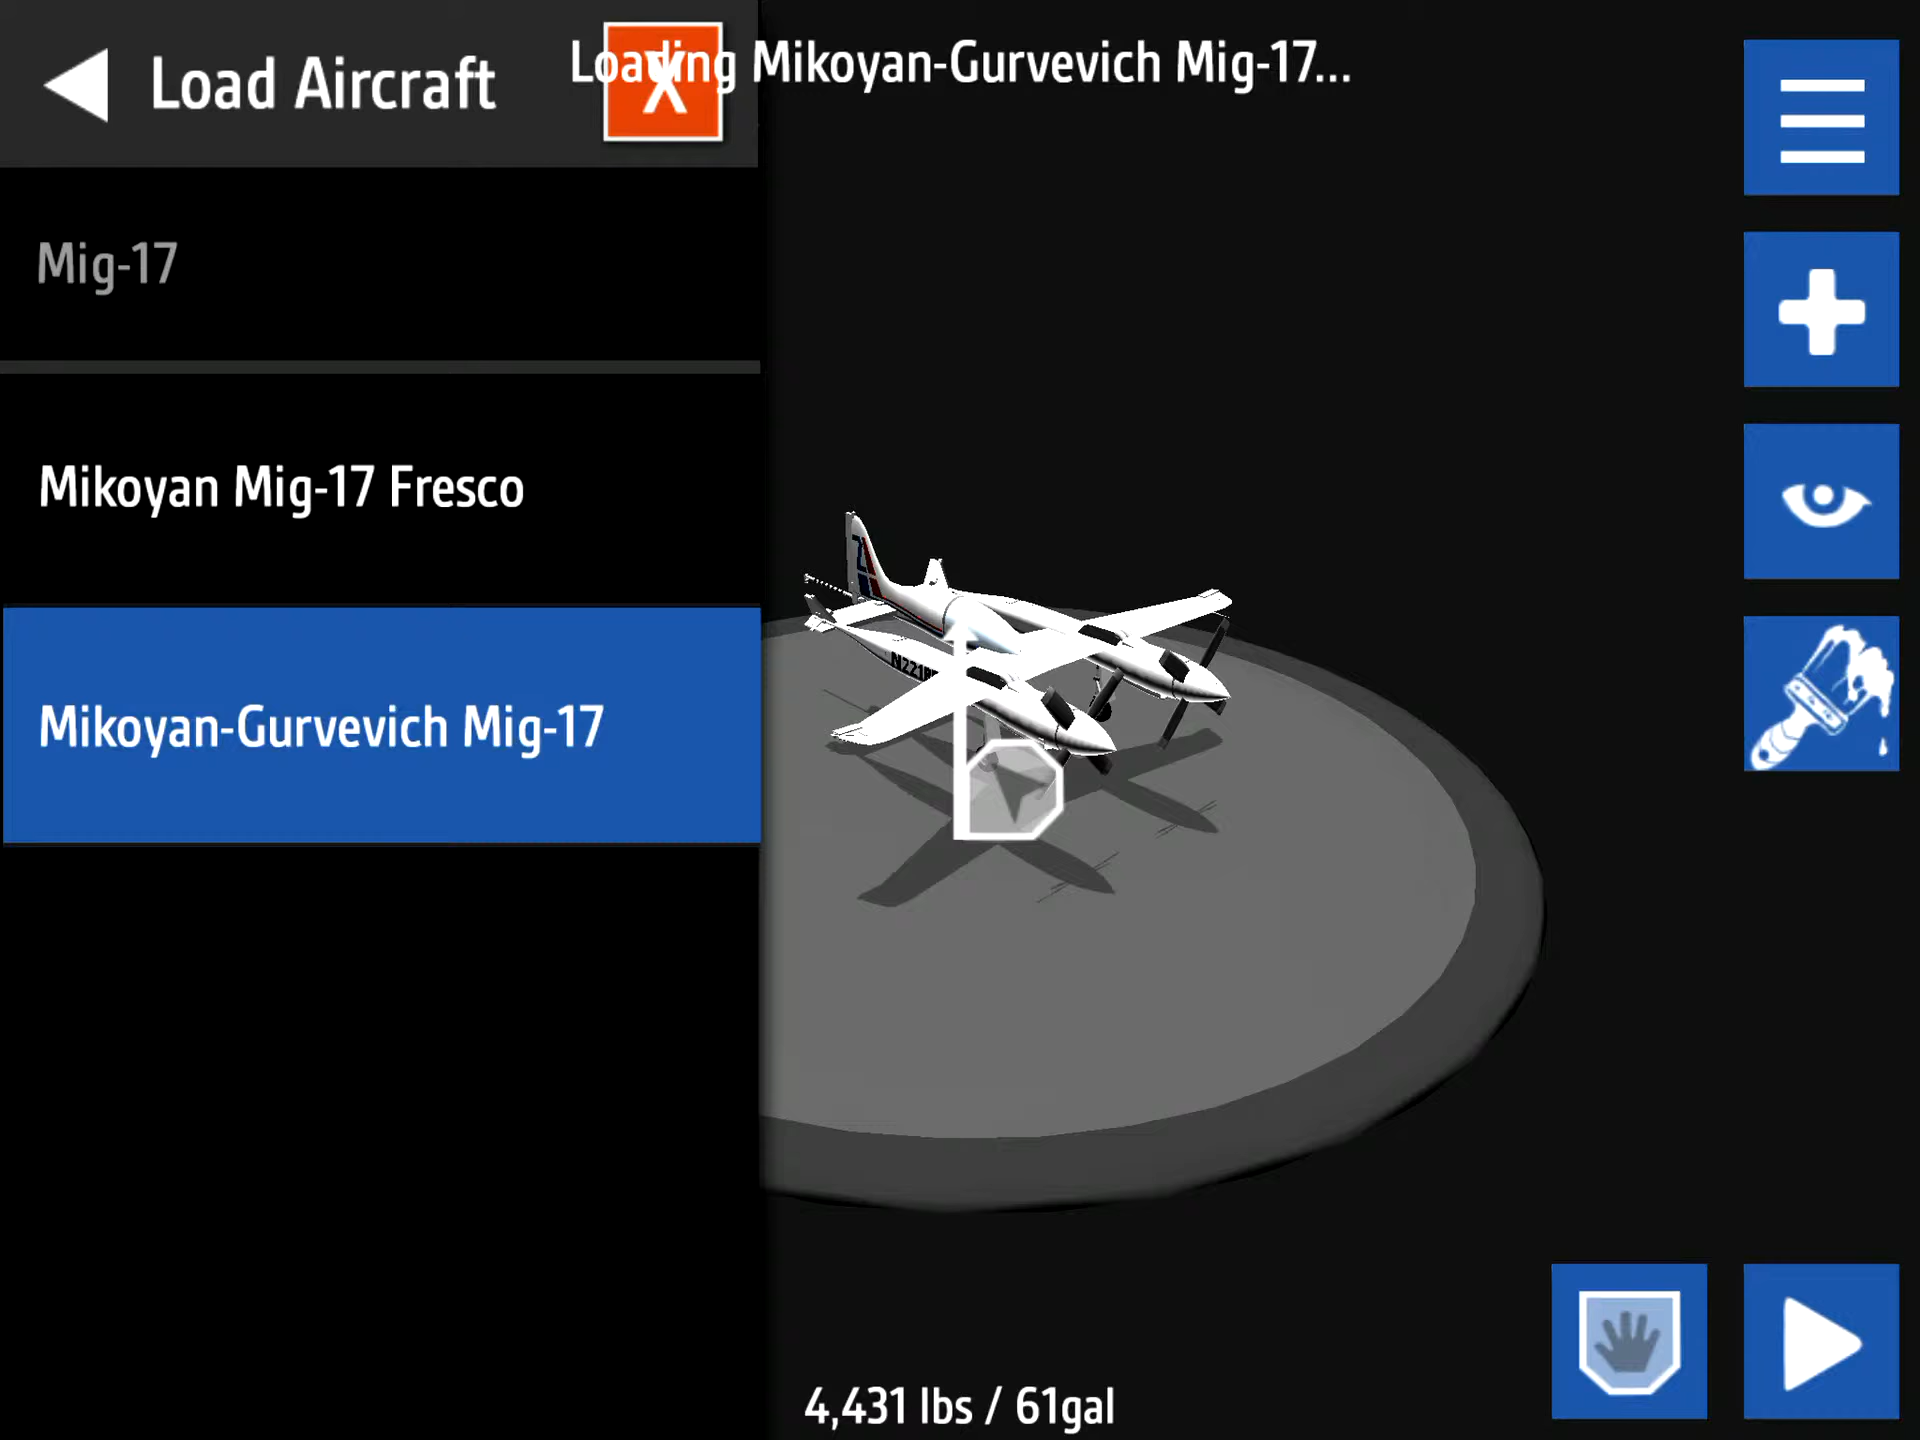 Load Aircraft
X
Loading Mikoyan-Gurvevich Mig-17...
Mig-17
Mikoyan Mig-17 Fresco
Mikoyan-Gurvevich Mig-17
4,431 lbs / 61gal